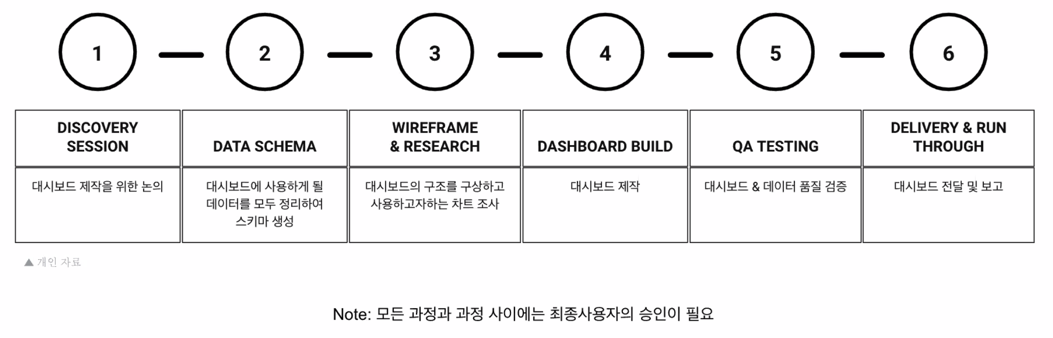 1
2
3
4
5
6
DISCOVERY
SESSION
DATA SCHEMA
WIREFRAME
& RESEARCH
DASHBOARD BUILD
QA TESTING
DELIVERY & RUN
THROUGH
대시보드 제작을 위한 논의
대시보드에 사용하게 될
데이터를 모두 정리하여
스키마 생성
대시보드의 구조를 구상하고
사용하고자하는 차트 조사
대시보드 제작
대시보드 & 데이터 품질 검증
대시보드 전달 및 보고
▲ 개인 자료
Note: 모든 과정과 과정 사이에는 최종사용자의 승인이 필요